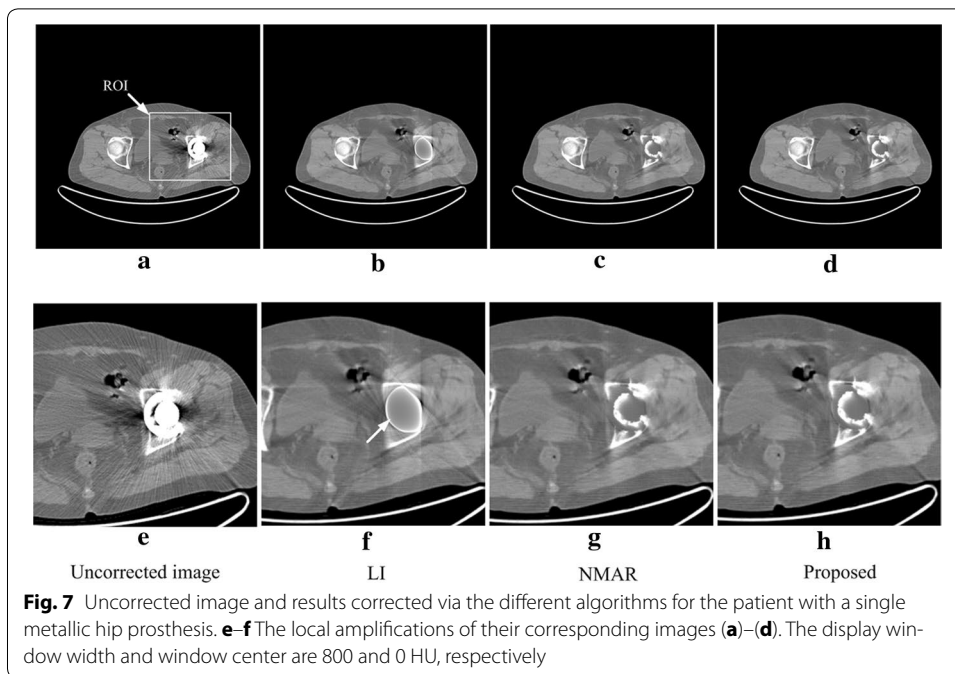 ROI
a b c d
e f g h
Uncorrected image LI NMAR Proposed
Fig. 7 Uncorrected image and results corrected via the different algorithms for the patient with a single
metallic hip prosthesis. e–f The local amplifications of their corresponding images (a)–(d). The display win-
dow width and window center are 800 and 0 HU, respectively